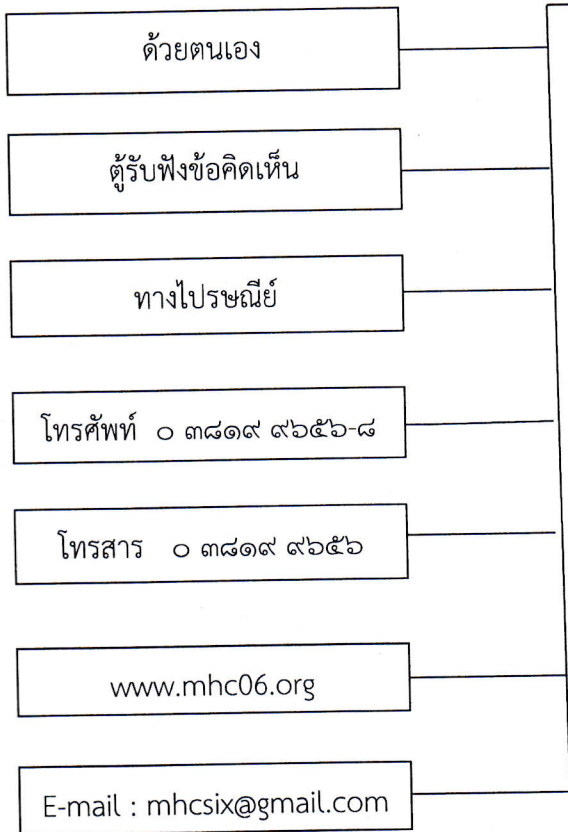 ด้วยตนเอง
ตู้รับฟังข้อคิดเห็น
ทางไปรษณีย์
โทรศัพท์ ๐ ๓๘๑๙ ๙๖๕๖-๘
โทรสาร ๐ ๓๘๑๙ ๙๖๕๖
www.mhc06.org
E-mail : mhcsix@gmail.com